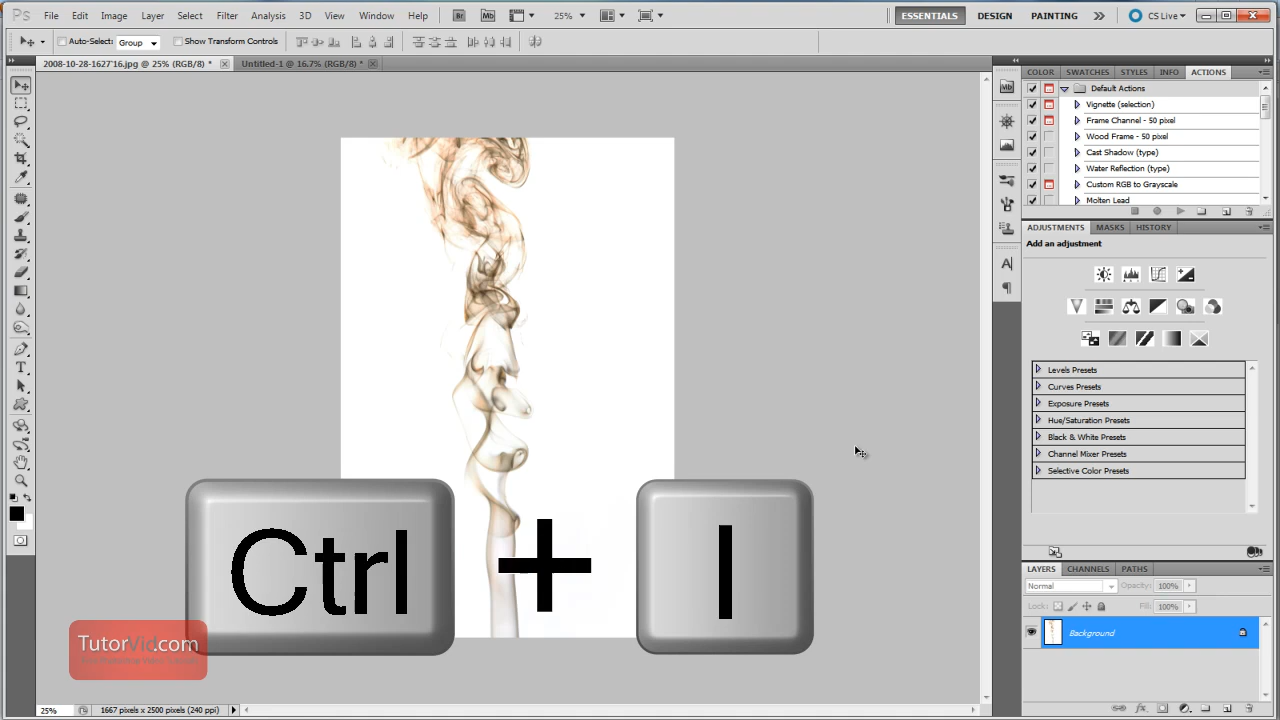 Ps File Edit Image Layer Select Filter Analysis 3D View Window Help Br Mb 25% ESSENTIALS DESIGN PAINTING CS Live
Auto-Select: Group Show Transform Controls
2008-10-28-1627'16.jpg @ 25% (RGB/8) * Untitled-1 @ 16.7% (RGB/8) *
COLOR SWATCHES STYLES INFO ACTIONS
Default Actions
Vignette (selection)
Frame Channel - 50 pixel
Wood Frame - 50 pixel
Cast Shadow (type)
Water Reflection (type)
Custom RGB to Grayscale
Molten Lead
ADJUSTMENTS MASKS HISTORY
Add an adjustment
Levels Presets
Curves Presets
Exposure Presets
Hue/Saturation Presets
Black & White Presets
Channel Mixer Presets
Selective Color Presets
LAYERS CHANNELS PATHS
Normal Opacity: 100%
Lock: Fill: 100%
Background
Ctrl + I
TutorVid.com
25% 1667 pixels x 2500 pixels (240 ppi)